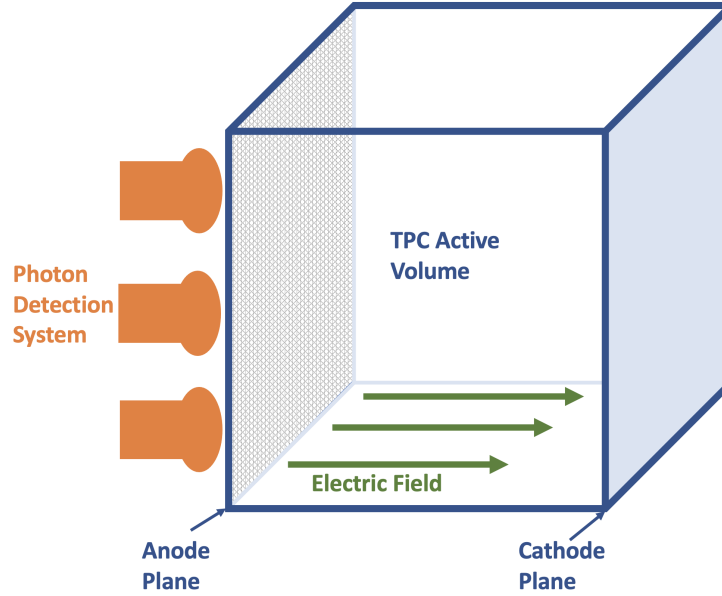 TPC Active
Volume
Photon
Detection
System
Electric Field
Anode
Plane
Cathode
Plane